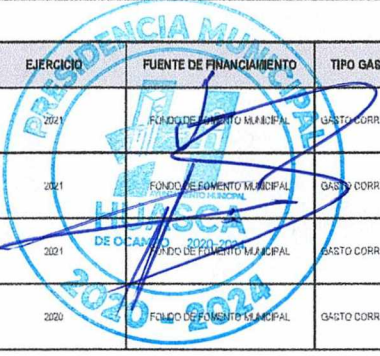 EJERCICIO FUENTE DE FINANCIAMIENTO TIPO GAS
2021 FONDO DE FOMENTO MUNICIPAL GASTO CORR
2021 FONDO DE FOMENTO MUNICIPAL GASTO CORR
2021 FONDO DE FOMENTO MUNICIPAL GASTO CORR
2020 FONDO DE FOMENTO MUNICIPAL GASTO CORR
PRESIDENCIA MUNICIPAL
AYUNTAMIENTO MUNICIPAL
HUASCA
DE OCAMPO 2020-2024
2020 - 2024